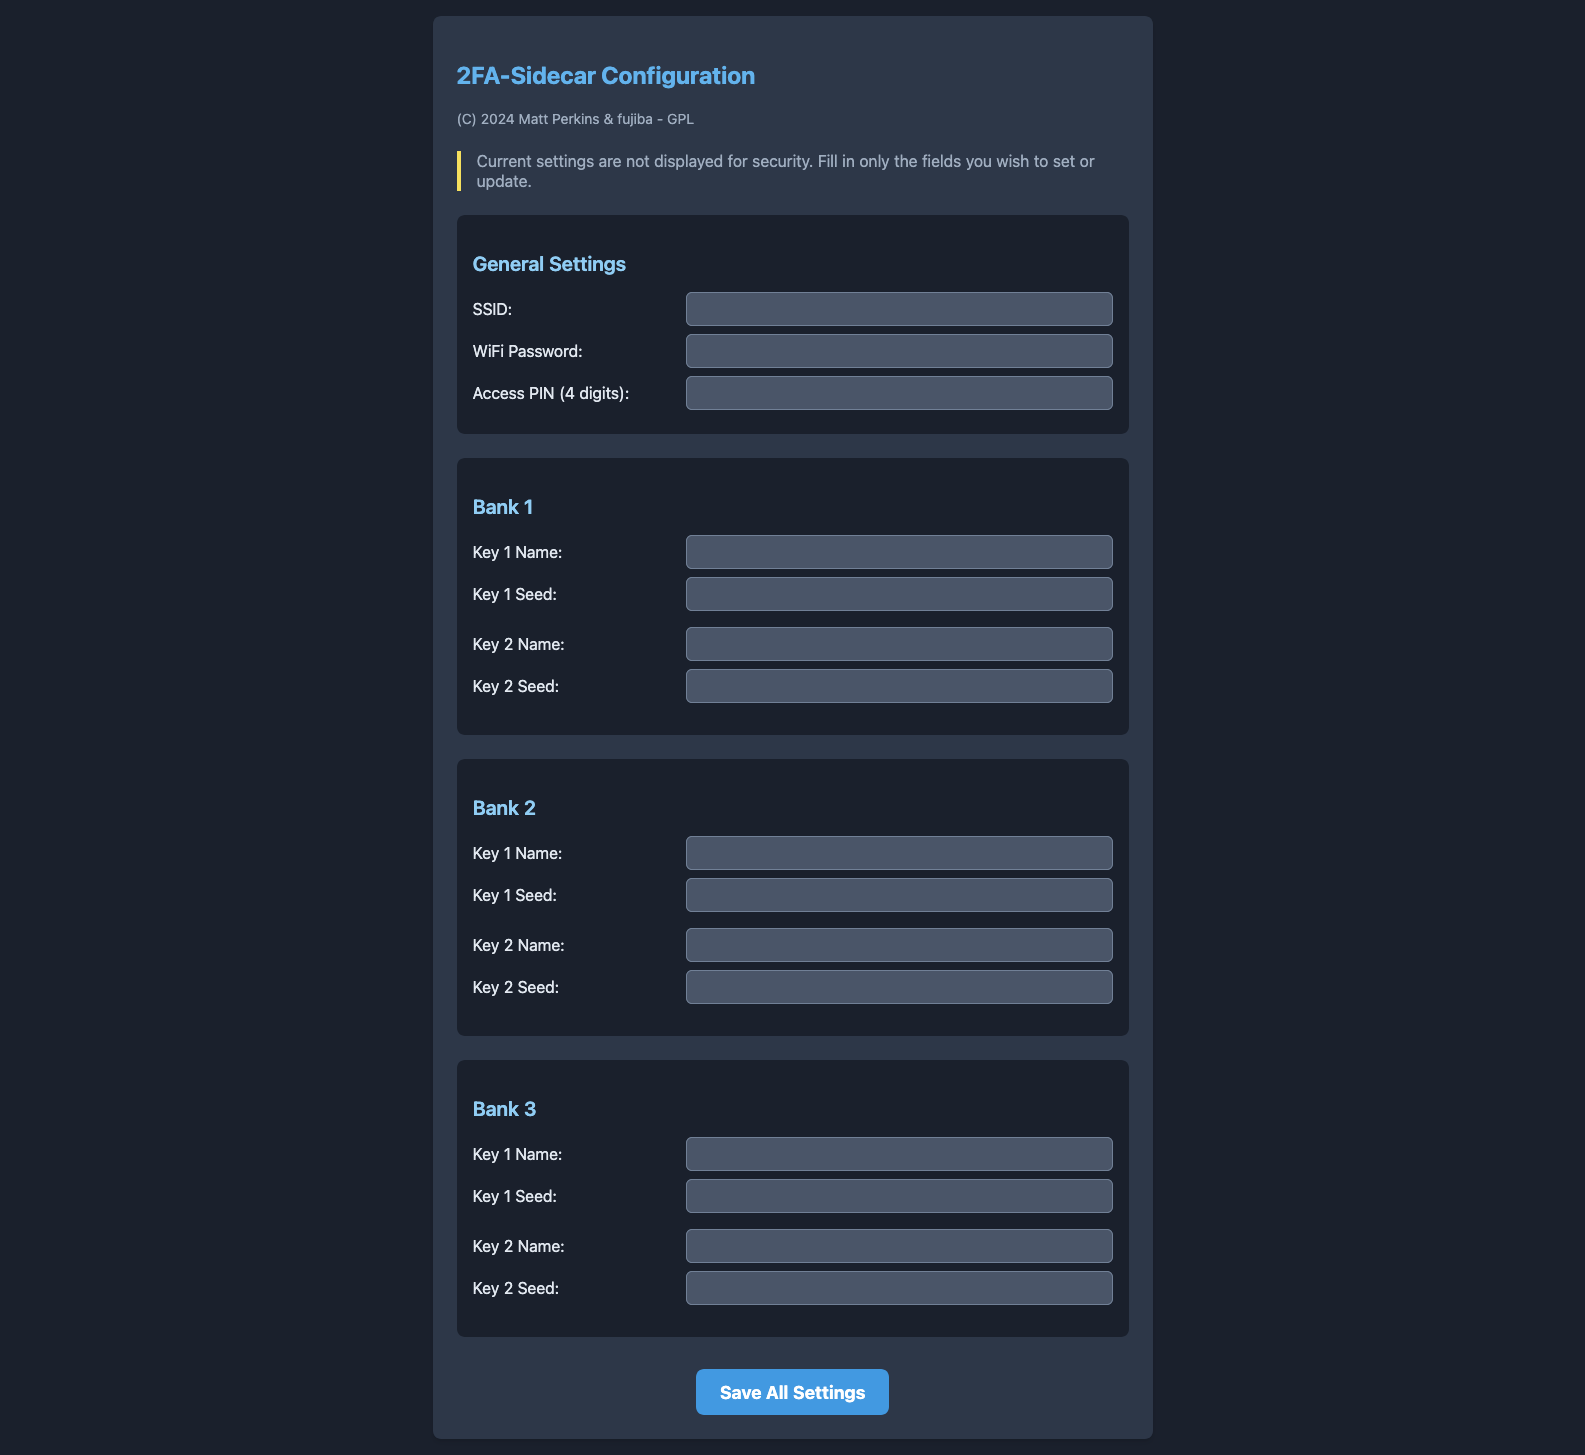 2FA-Sidecar Configuration
(C) 2024 Matt Perkins & fujiba - GPL
Current settings are not displayed for security. Fill in only the fields you wish to set or
update.
General Settings
SSID:
WiFi Password:
Access PIN (4 digits):
Bank 1
Key 1 Name:
Key 1 Seed:
Key 2 Name:
Key 2 Seed:
Bank 2
Key 1 Name:
Key 1 Seed:
Key 2 Name:
Key 2 Seed:
Bank 3
Key 1 Name:
Key 1 Seed:
Key 2 Name:
Key 2 Seed:
Save All Settings